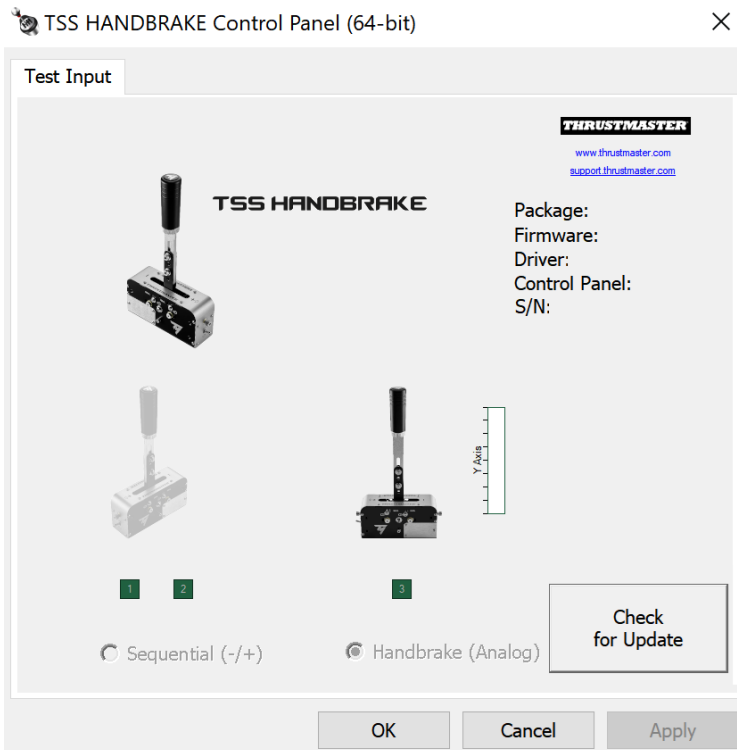 TSS HANDBRAKE Control Panel (64-bit)
Test Input
THRUSTMASTER
www.thrustmaster.com
support.thrustmaster.com
TSS HANDBRAKE
Package:
Firmware:
Driver:
Control Panel:
S/N:
Y Axis
1 2 3
Sequential (-/+) Handbrake (Analog)
Check
for Update
OK Cancel Apply